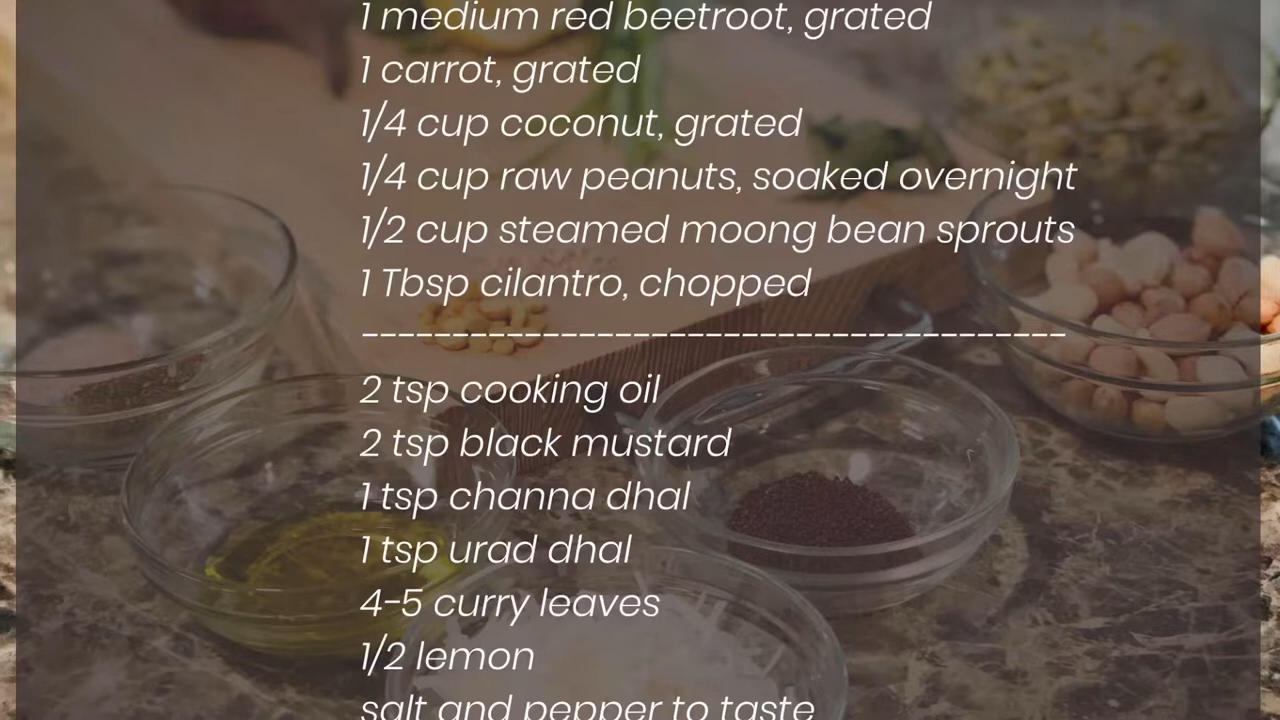 1 medium red beetroot, grated
1 carrot, grated
1/4 cup coconut, grated
1/4 cup raw peanuts, soaked overnight
1/2 cup steamed moong bean sprouts
1 Tbsp cilantro, chopped
---------------------------------------
2 tsp cooking oil
2 tsp black mustard
1 tsp channa dhal
1 tsp urad dhal
4-5 curry leaves
1/2 lemon
salt and pepper to taste